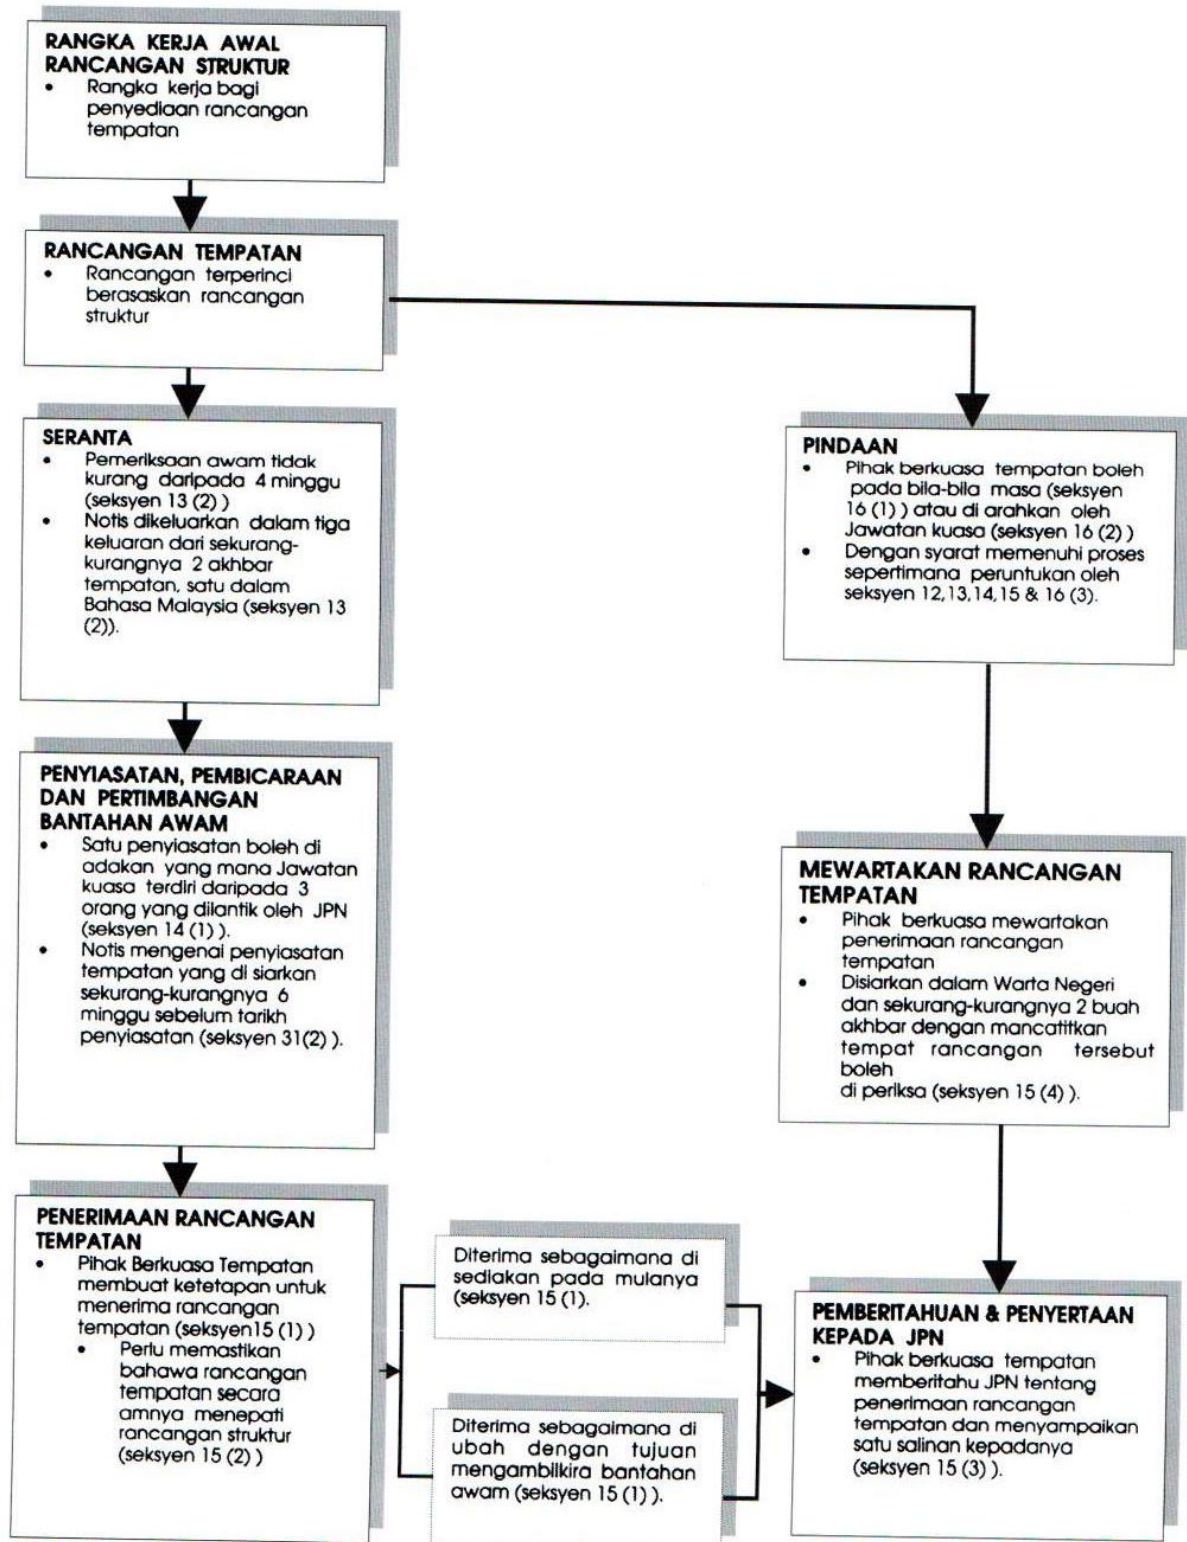 RANGKA KERJA AWAL
RANCANGAN STRUKTUR
• Rangka kerja bagi
penyediaan rancangan
tempatan
RANCANGAN TEMPATAN
• Rancangan terperinci
berasaskan rancangan
struktur
SERANTA
• Pemeriksaan awam tidak
kurang daripada 4 minggu
(seksyen 13 (2) )
• Notis dikeluarkan dalam tiga
keluaran dari sekurang-
kurangnya 2 akhbar
tempatan, satu dalam
Bahasa Malaysia (seksyen 13
(2)).
PENYIASATAN, PEMBICARAAN
DAN PERTIMBANGAN
BANTAHAN AWAM
• Satu penyiasatan boleh di
adakan yang mana Jawatan
kuasa terdiri daripada 3
orang yang dilantik oleh JPN
(seksyen 14 (1) ).
• Notis mengenai penyiasatan
tempatan yang di siarkan
sekurang-kurangnya 6
minggu sebelum tarikh
penyiasatan (seksyen 31(2) ).
PENERIMAAN RANCANGAN
TEMPATAN
• Pihak Berkuasa Tempatan
membuat ketetapan untuk
menerima rancangan
tempatan (seksyen15 (1) )
• Perlu memastikan
bahawa rancangan
tempatan secara
amnya menepati
rancangan struktur
(seksyen 15 (2) )
Diterima sebagaimana di
sediakan pada mulanya
(seksyen 15 (1).
Diterima sebagaimana di
ubah dengan tujuan
mengambilkira bantahan
awam (seksyen 15 (1) ).
PINDAAN
• Pihak berkuasa tempatan boleh
pada bila-bila masa (seksyen
16 (1) ) atau di arahkan oleh
Jawatan kuasa (seksyen 16 (2) )
• Dengan syarat memenuhi proses
sepertimana peruntukan oleh
seksyen 12,13,14,15 & 16 (3).
MEWARTAKAN RANCANGAN
TEMPATAN
• Pihak berkuasa mewartakan
penerimaan rancangan
tempatan
• Disiarkan dalam Warta Negeri
dan sekurang-kurangnya 2 buah
akhbar dengan mancatitkan
tempat rancangan tersebut
boleh
di periksa (seksyen 15 (4) ).
PEMBERITAHUAN & PENYERTAAN
KEPADA JPN
• Pihak berkuasa tempatan
memberitahu JPN tentang
penerimaan rancangan
tempatan dan menyampaikan
satu salinan kepadanya
(seksyen 15 (3) ).